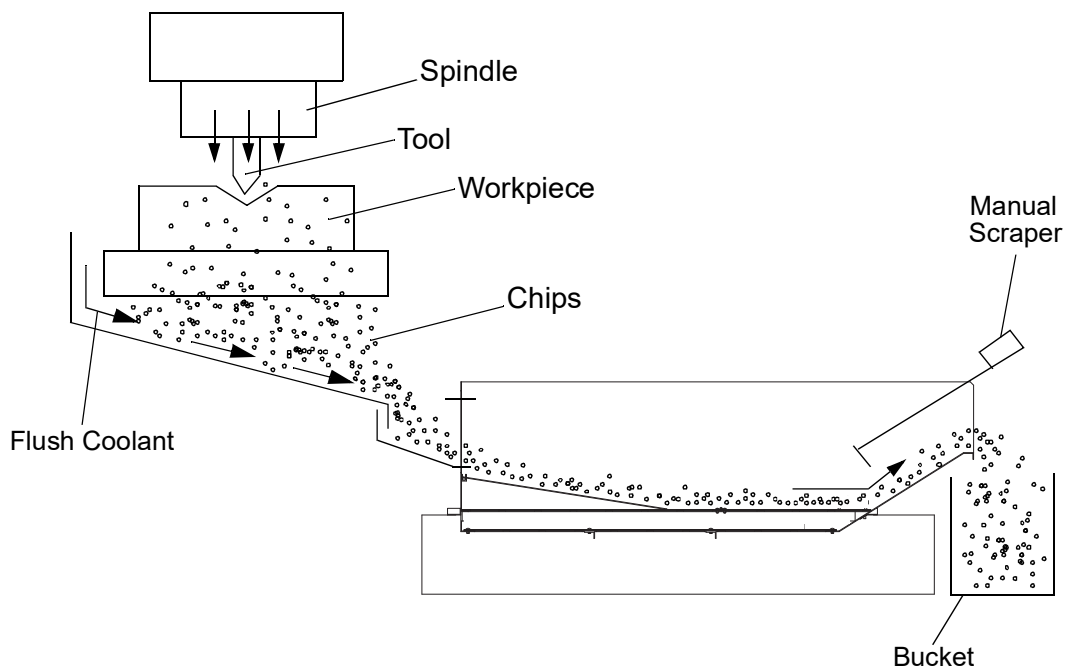 Spindle
Tool
Workpiece
Manual
Scraper
Chips
Flush Coolant
Bucket